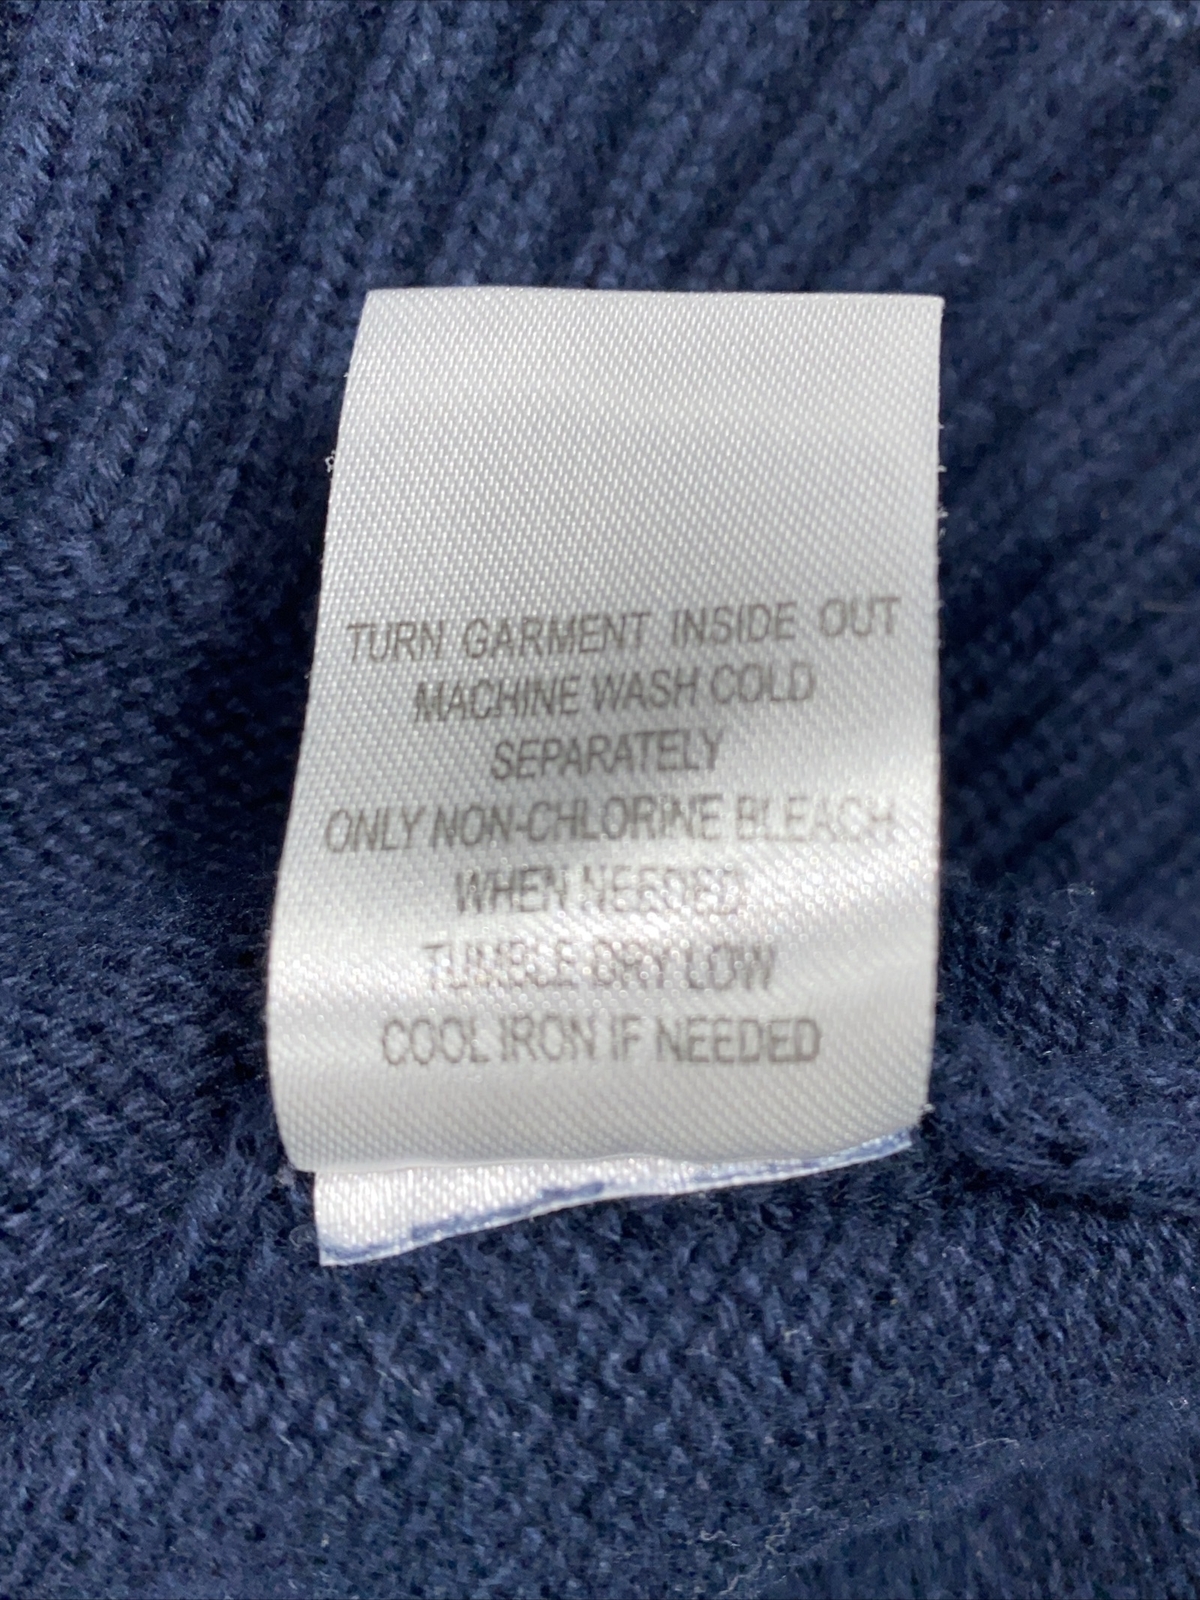 TURN GARMENT INSIDE OUT
MACHINE WASH COLD
SEPARATELY
ONLY NON-CHLORINE BLEACH
WHEN NEEDED
TUMBLE DRY LOW
COOL IRON IF NEEDED